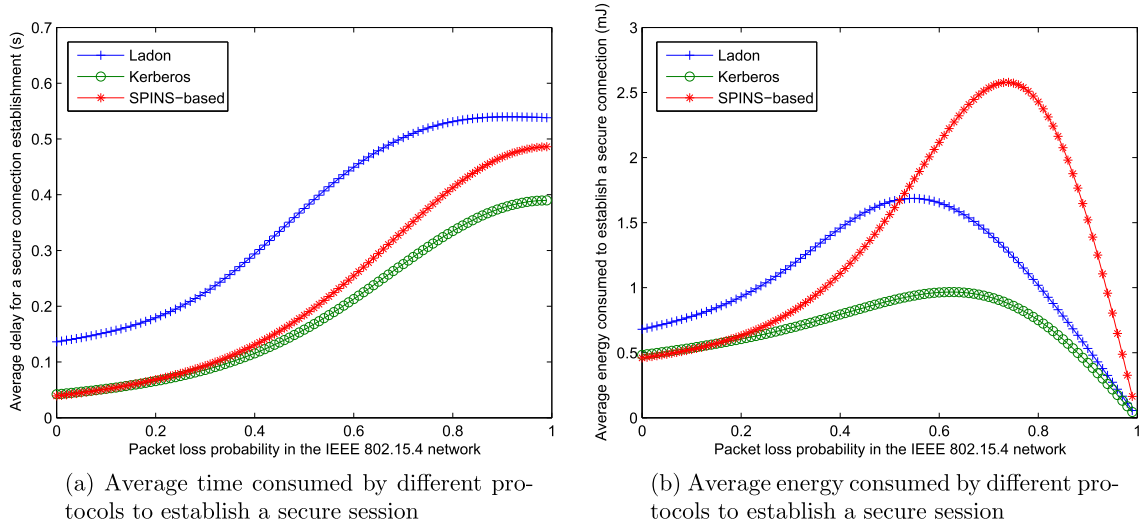 Average delay for a secure connection establishment (s)
0.7
0.6
0.5
0.4
0.3
0.2
0.1
0
Ladon
Kerberos
SPINS-based
0 0.2 0.4 0.6 0.8 1
Packet loss probability in the IEEE 802.15.4 network
(a) Average time consumed by different pro-
tocols to establish a secure session
Average energy consumed to establish a secure connection (mJ)
3
2.5
2
1.5
1
0.5
0
Ladon
Kerberos
SPINS-based
0 0.2 0.4 0.6 0.8 1
Packet loss probability in the IEEE 802.15.4 network
(b) Average energy consumed by different pro-
tocols to establish a secure session